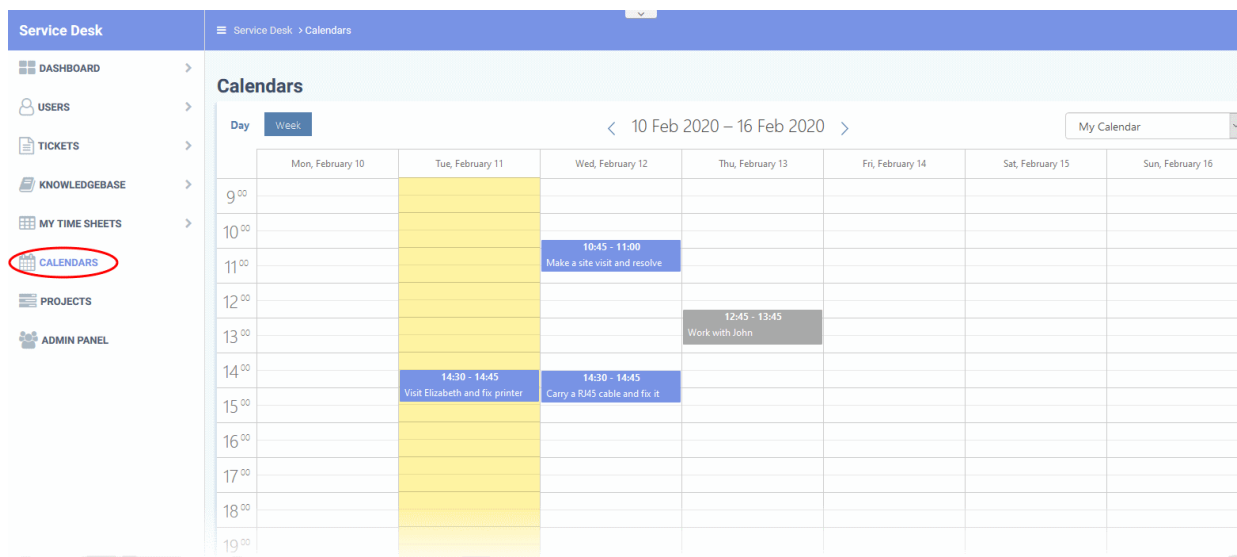 Service Desk
Service Desk > Calendars
DASHBOARD
USERS
TICKETS
KNOWLEDGEBASE
MY TIME SHEETS
CALENDARS
PROJECTS
ADMIN PANEL
Calendars
Day Week
10 Feb 2020 – 16 Feb 2020
My Calendar
Mon, February 10 Tue, February 11 Wed, February 12 Thu, February 13 Fri, February 14 Sat, February 15 Sun, February 16
9 00
10 00
10:45 - 11:00
Make a site visit and resolve
11 00
12 00
12:45 - 13:45
Work with John
13 00
14 00
14:30 - 14:45 14:30 - 14:45
Visit Elizabeth and fix printer Carry a RJ45 cable and fix it
15 00
16 00
17 00
18 00
19 00